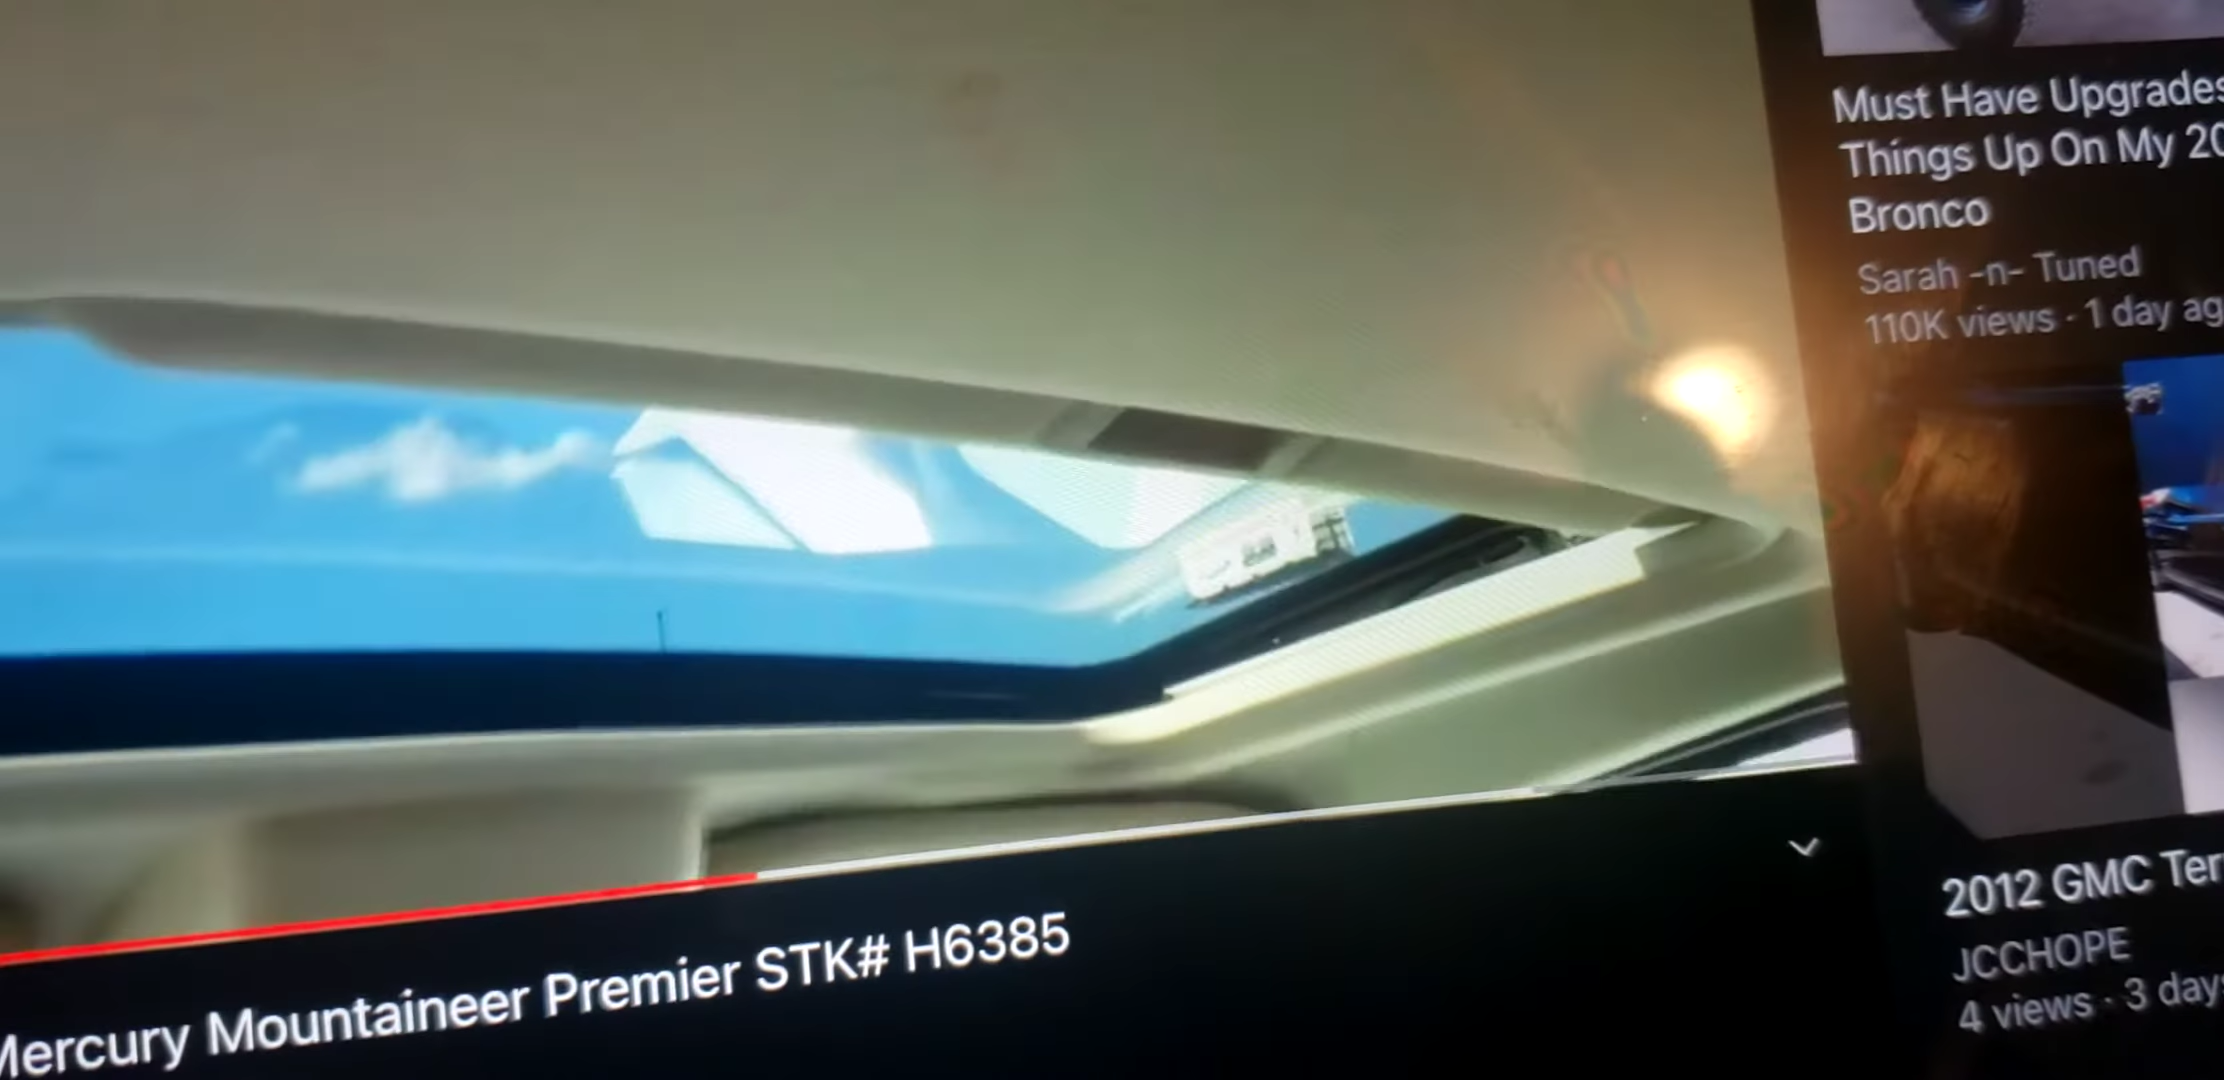 Must Have Upgrades
Things Up On My 20
Bronco
Sarah -n- Tuned
110K views · 1 day ag
Mercury Mountaineer Premier STK# H6385
2012 GMC Ter
JCCHOPE
4 views · 3 days